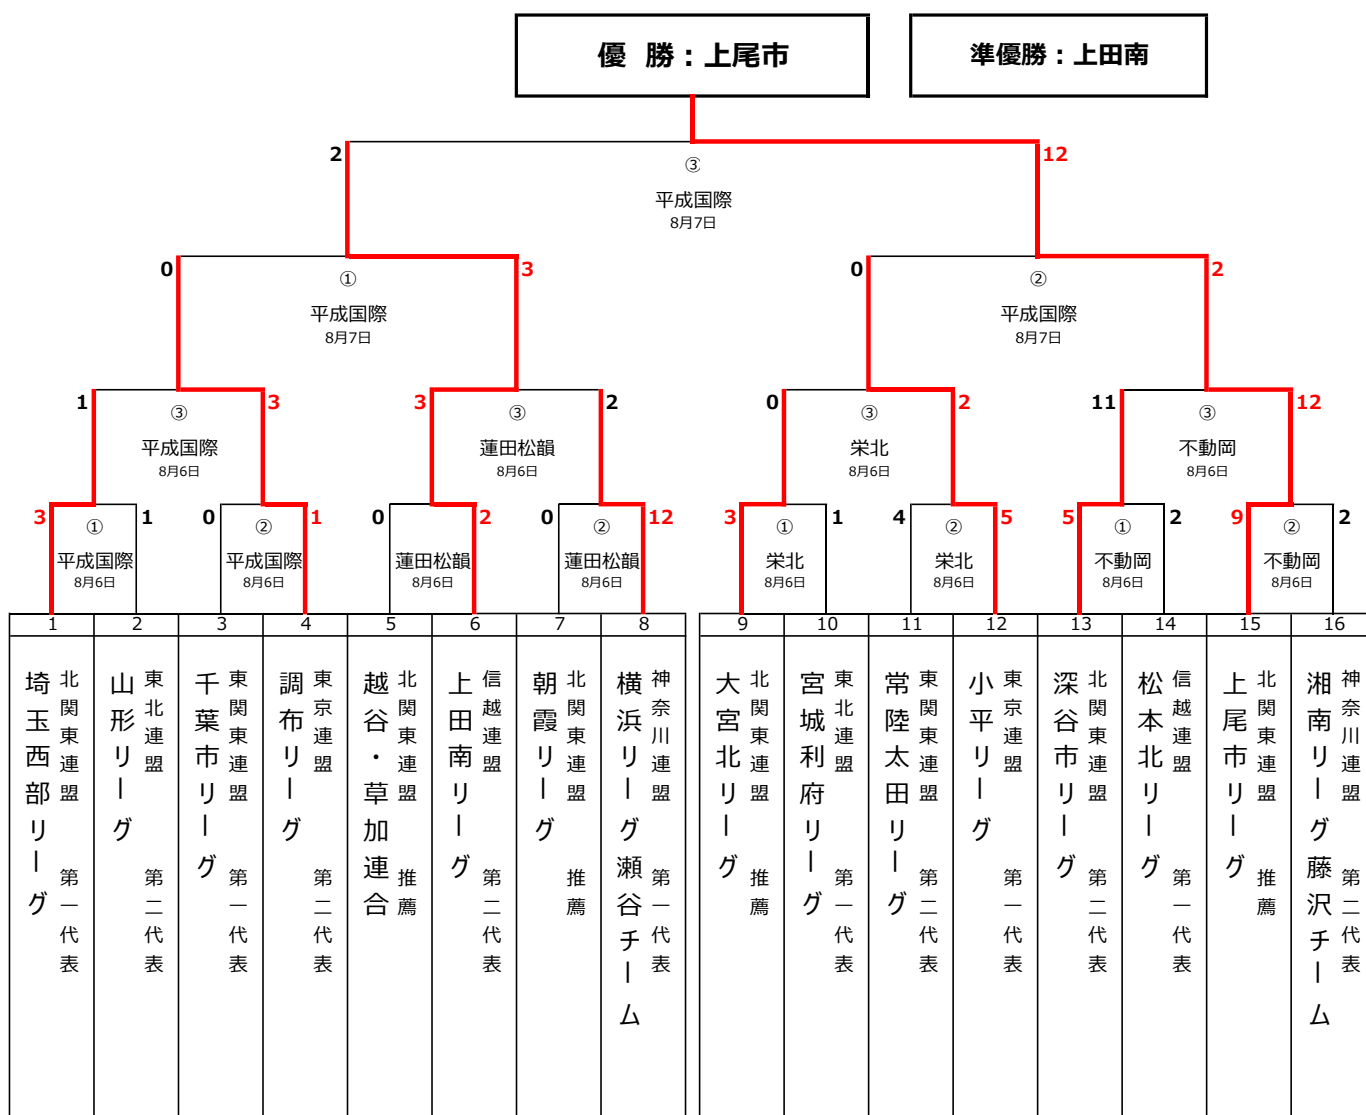 優 勝：上尾市
準優勝：上田南
2
12
③
平成国際
8月7日
0
3
①
平成国際
8月7日
0
2
②
平成国際
8月7日
1
3
③
平成国際
8月6日
3
2
③
蓮田松韻
8月6日
0
2
③
栄北
8月6日
11
12
③
不動岡
8月6日
3
1
①
平成国際
8月6日
0
1
②
平成国際
8月6日
0
2
蓮田松韻
8月6日
0
12
②
蓮田松韻
8月6日
3
1
①
栄北
8月6日
4
5
②
栄北
8月6日
5
2
①
不動岡
8月6日
9
2
②
不動岡
8月6日
1
2
3
4
5
6
7
8
9
10
11
12
13
14
15
16
埼玉西部リーグ
北関東連盟 第一代表
山形リーグ
東北連盟 第二代表
千葉市リーグ
東関東連盟 第一代表
調布リーグ
東京連盟 第二代表
越谷・草加連合
北関東連盟 推薦
上田南リーグ
信越連盟 第二代表
朝霞リーグ
北関東連盟 推薦
横浜リーグ瀬谷チーム
神奈川連盟 第一代表
大宮北リーグ
北関東連盟 推薦
宮城利府リーグ
東北連盟 第一代表
常陸太田リーグ
東関東連盟 第二代表
小平リーグ
東京連盟 第一代表
深谷市リーグ
北関東連盟 第二代表
松本北リーグ
信越連盟 第一代表
上尾市リーグ
北関東連盟 推薦
湘南リーグ藤沢チーム
神奈川連盟 第二代表